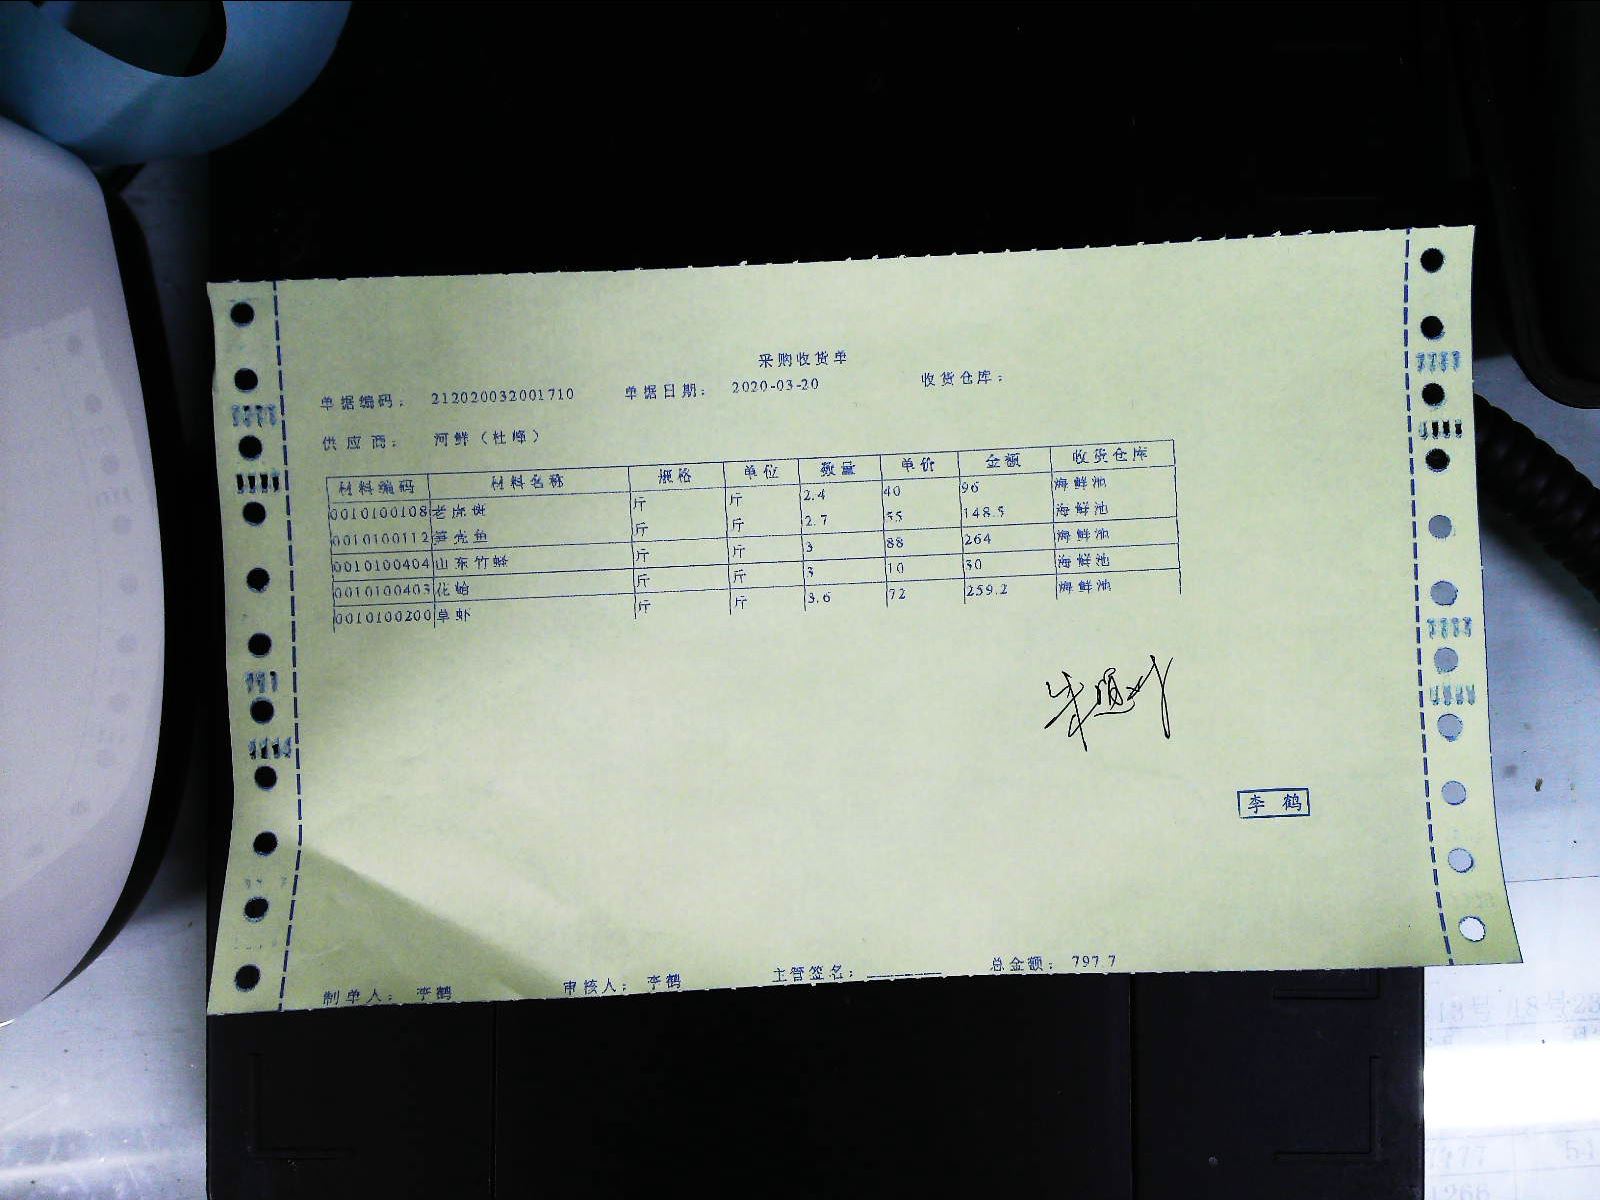 采购收货单
单据编码： 212020032001710 单据日期： 2020-03-20 收货仓库：
供应商： 河鲜（杜峰）
材料编码 材料名称 规格 单位 数量 单价 金额 收货仓库
0010100108 老虎斑 斤 斤 2.4 40 96 海鲜池
0010100112 笋壳鱼 斤 斤 2.7 55 148.5 海鲜池
0010100404 山东竹蛏 斤 斤 3 88 264 海鲜池
0010100403 花蛤 斤 斤 3 10 30 海鲜池
0010100200 草虾 斤 斤 3.6 72 259.2 海鲜池
李鹤
制单人： 李鹤 审核人： 李鹤 主管签名： 总金额： 797.7
18号 18号